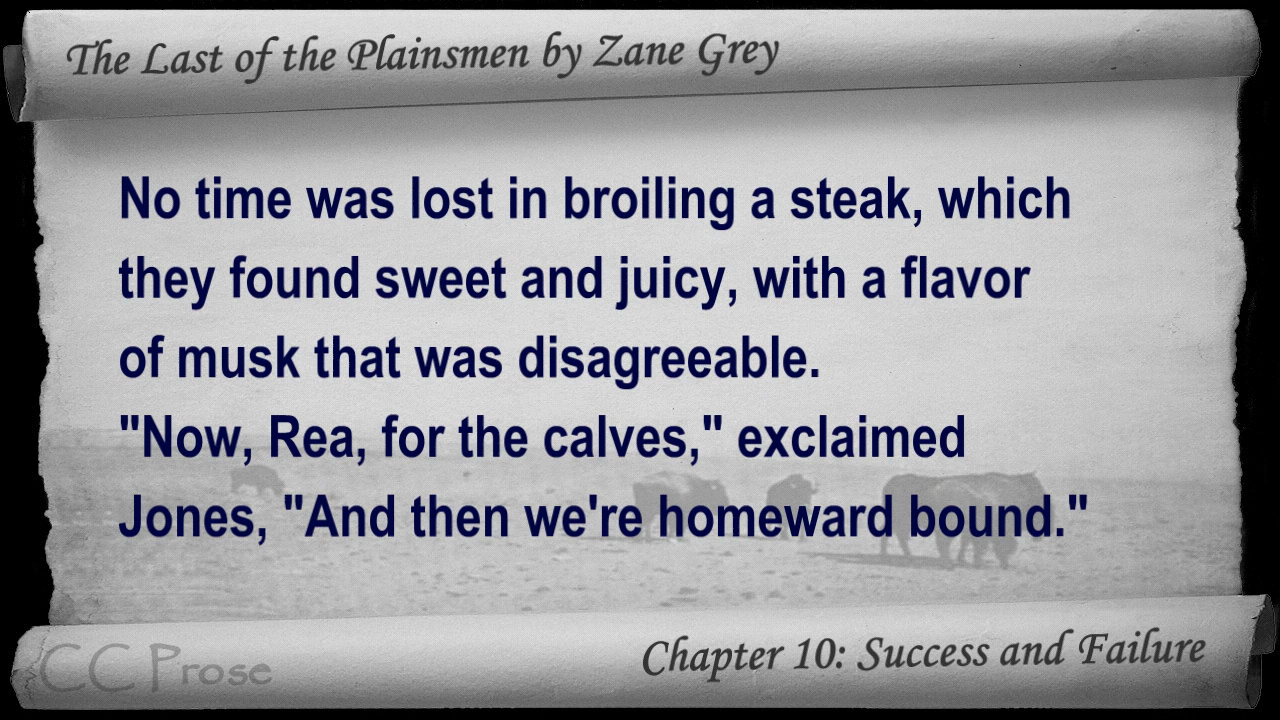 The Last of the Plainsmen by Zane Grey
No time was lost in broiling a steak, which
they found sweet and juicy, with a flavor
of musk that was disagreeable.
"Now, Rea, for the calves," exclaimed
Jones, "And then we're homeward bound."
CC Prose
Chapter 10: Success and Failure